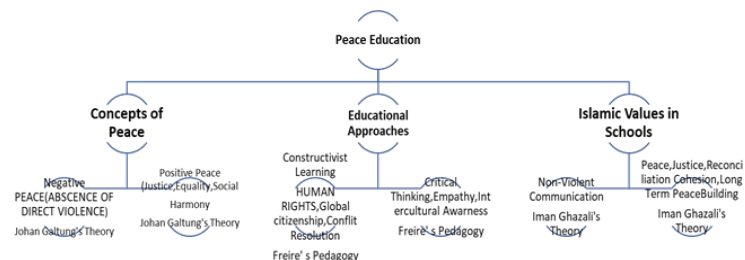 Peace Education
Concepts of
Peace
Educational
Approaches
Islamic Values in
Schools
Negative
PEACE(ABSCENCE OF
DIRECT VIOLENCE)
Johan Galtung's Theory
Positive Peace
(Justice,Equality,Social
Harmony
Johan Galtung's Theory
Constructivist
Learning
HUMAN
RIGHTS,Global
citizenship,Conflit
Resolution
Freire' s Pedagogy
Critical
Thinking,Empathy,Int
ercultural Awarness
Freire' s Pedagogy
Non-Violent
Communication
Iman Ghazali's
Theory
Peace,Justice,Reconci
liation Cohesion,Long
Term PeaceBuilding
Iman Ghazali's
Theory